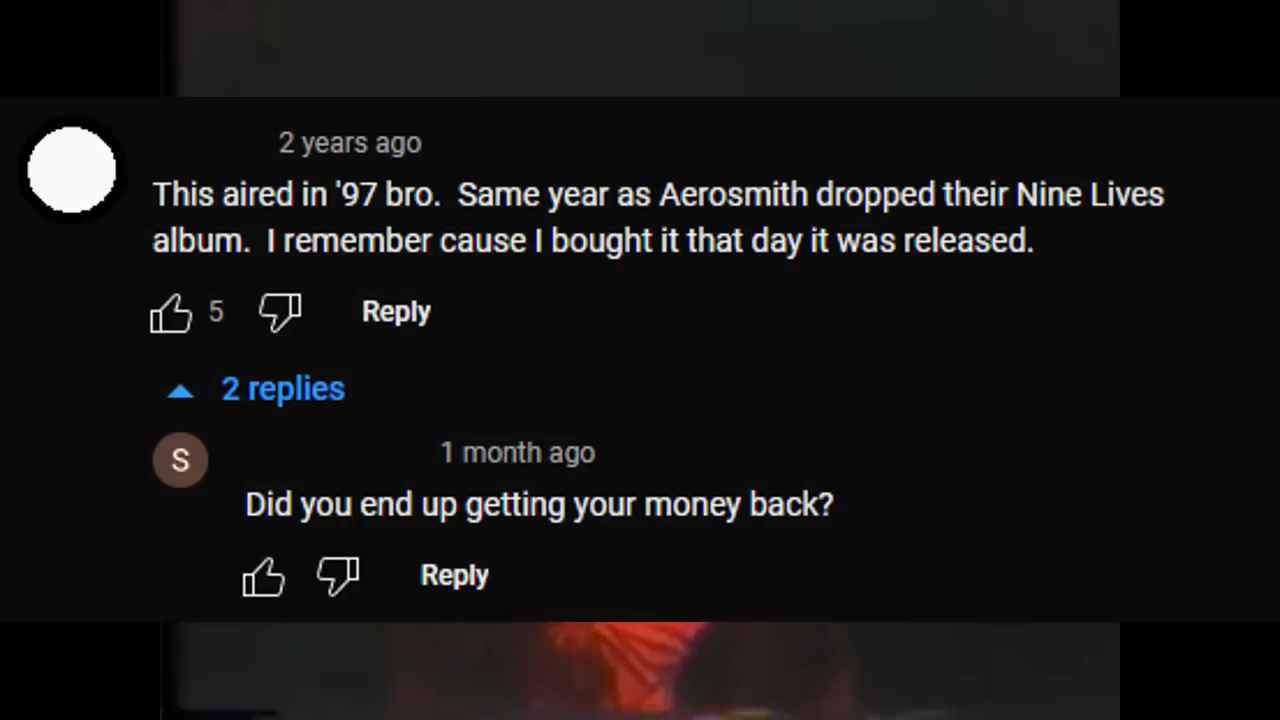 2 years ago
This aired in '97 bro.  Same year as Aerosmith dropped their Nine Lives
album.  I remember cause I bought it that day it was released.
5 Reply
2 replies
S 1 month ago
Did you end up getting your money back?
Reply